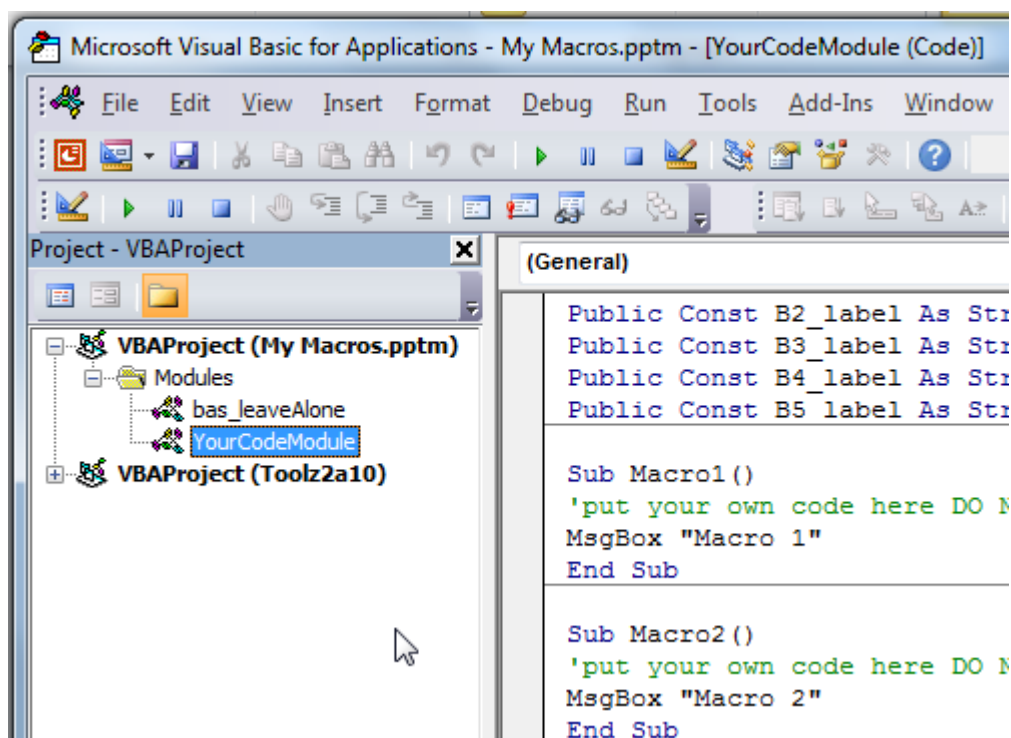 Microsoft Visual Basic for Applications - My Macros.pptm - [YourCodeModule (Code)]
File Edit View Insert Format Debug Run Tools Add-Ins Window
Project - VBAProject
(General)
VBAProject (My Macros.pptm)
Modules
bas_leaveAlone
YourCodeModule
VBAProject (Toolz2a10)
Public Const B2_label As Str
Public Const B3_label As Str
Public Const B4_label As Str
Public Const B5_label As Str
Sub Macro1()
'put your own code here DO N
MsgBox "Macro 1"
End Sub
Sub Macro2()
'put your own code here DO N
MsgBox "Macro 2"
End Sub